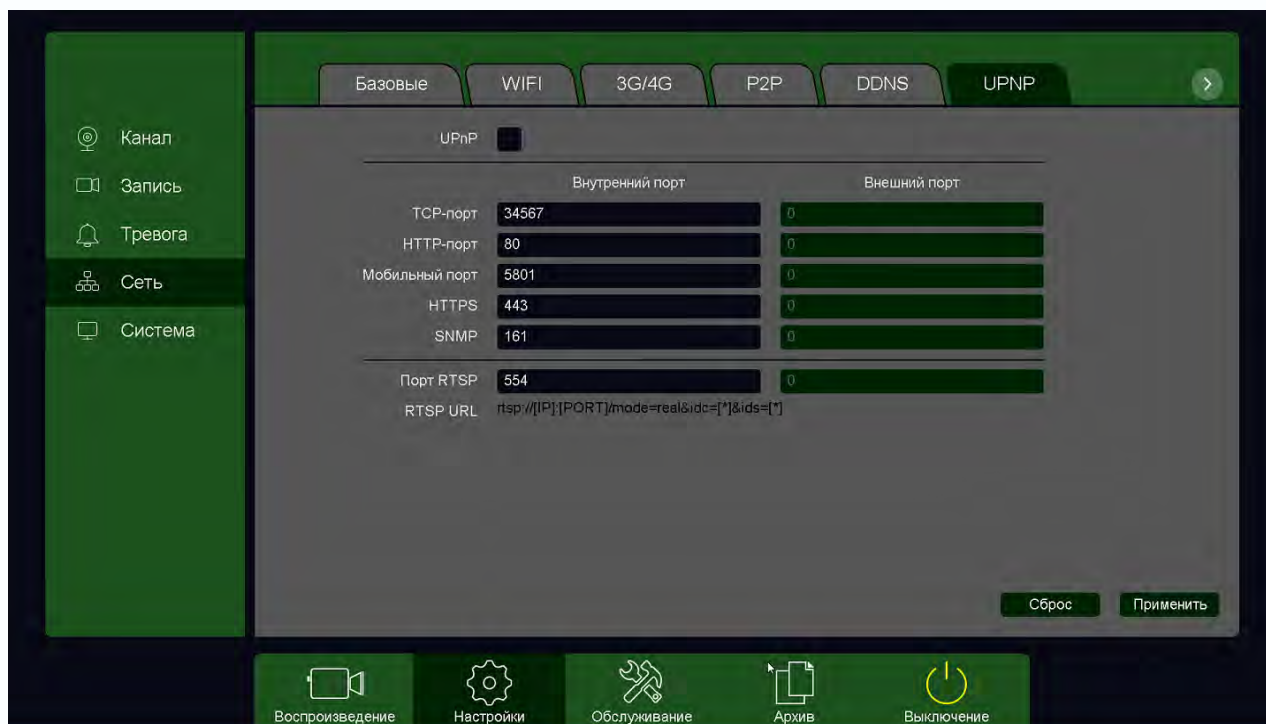 Базовые WIFI 3G/4G P2P DDNS UPNP >
Канал
Запись
Тревога
Сеть
Система
UPnP
Внутренний порт Внешний порт
TCP-порт 34567 0
HTTP-порт 80 0
Мобильный порт 5801 0
HTTPS 443 0
SNMP 161 0
Порт RTSP 554 0
RTSP URL rtsp://[IP]:[PORT]/mode=real&idc=[*]&ids=[*]
Сброс Применить
Воспроизведение Настройки Обслуживание Архив Выключение